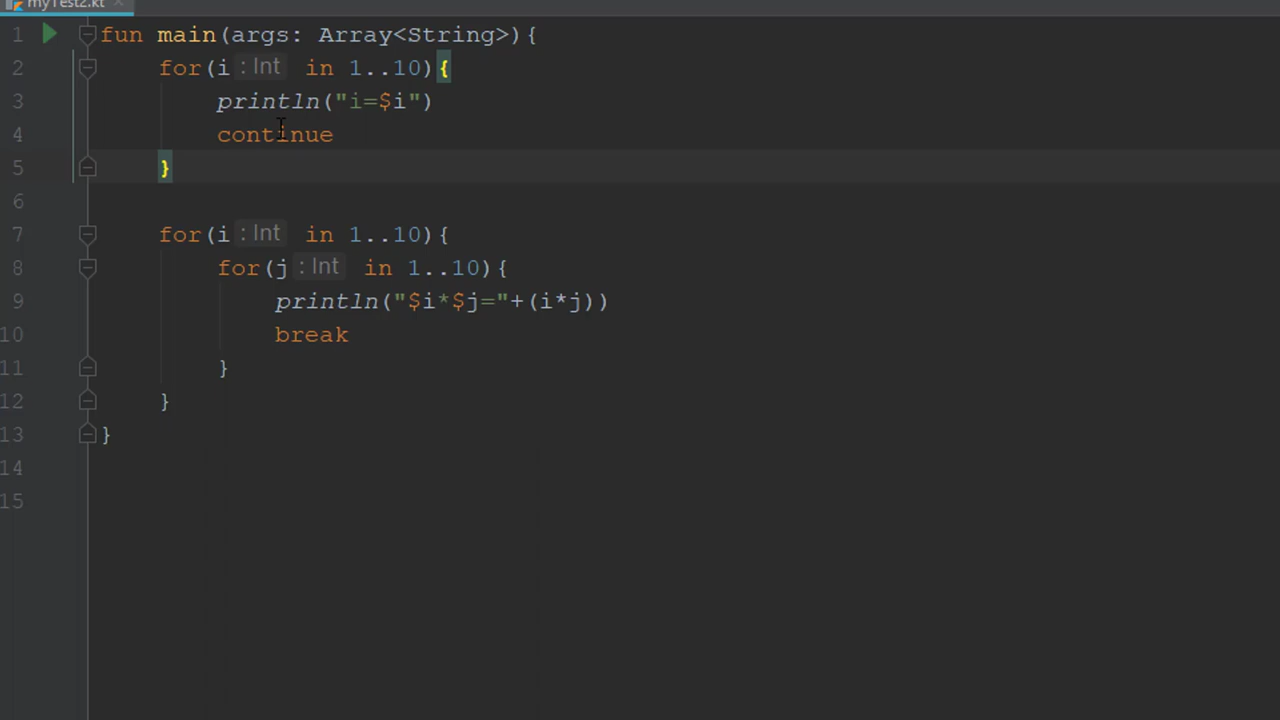 myTest2.kt ×
1 fun main(args: Array<String>){
2     for(i : Int in 1..10){
3         println("i=$i")
4         continue
5     }
6
7     for(i : Int in 1..10){
8         for(j : Int in 1..10){
9             println("$i*$j="+(i*j))
10             break
11         }
12     }
13 }
14
15